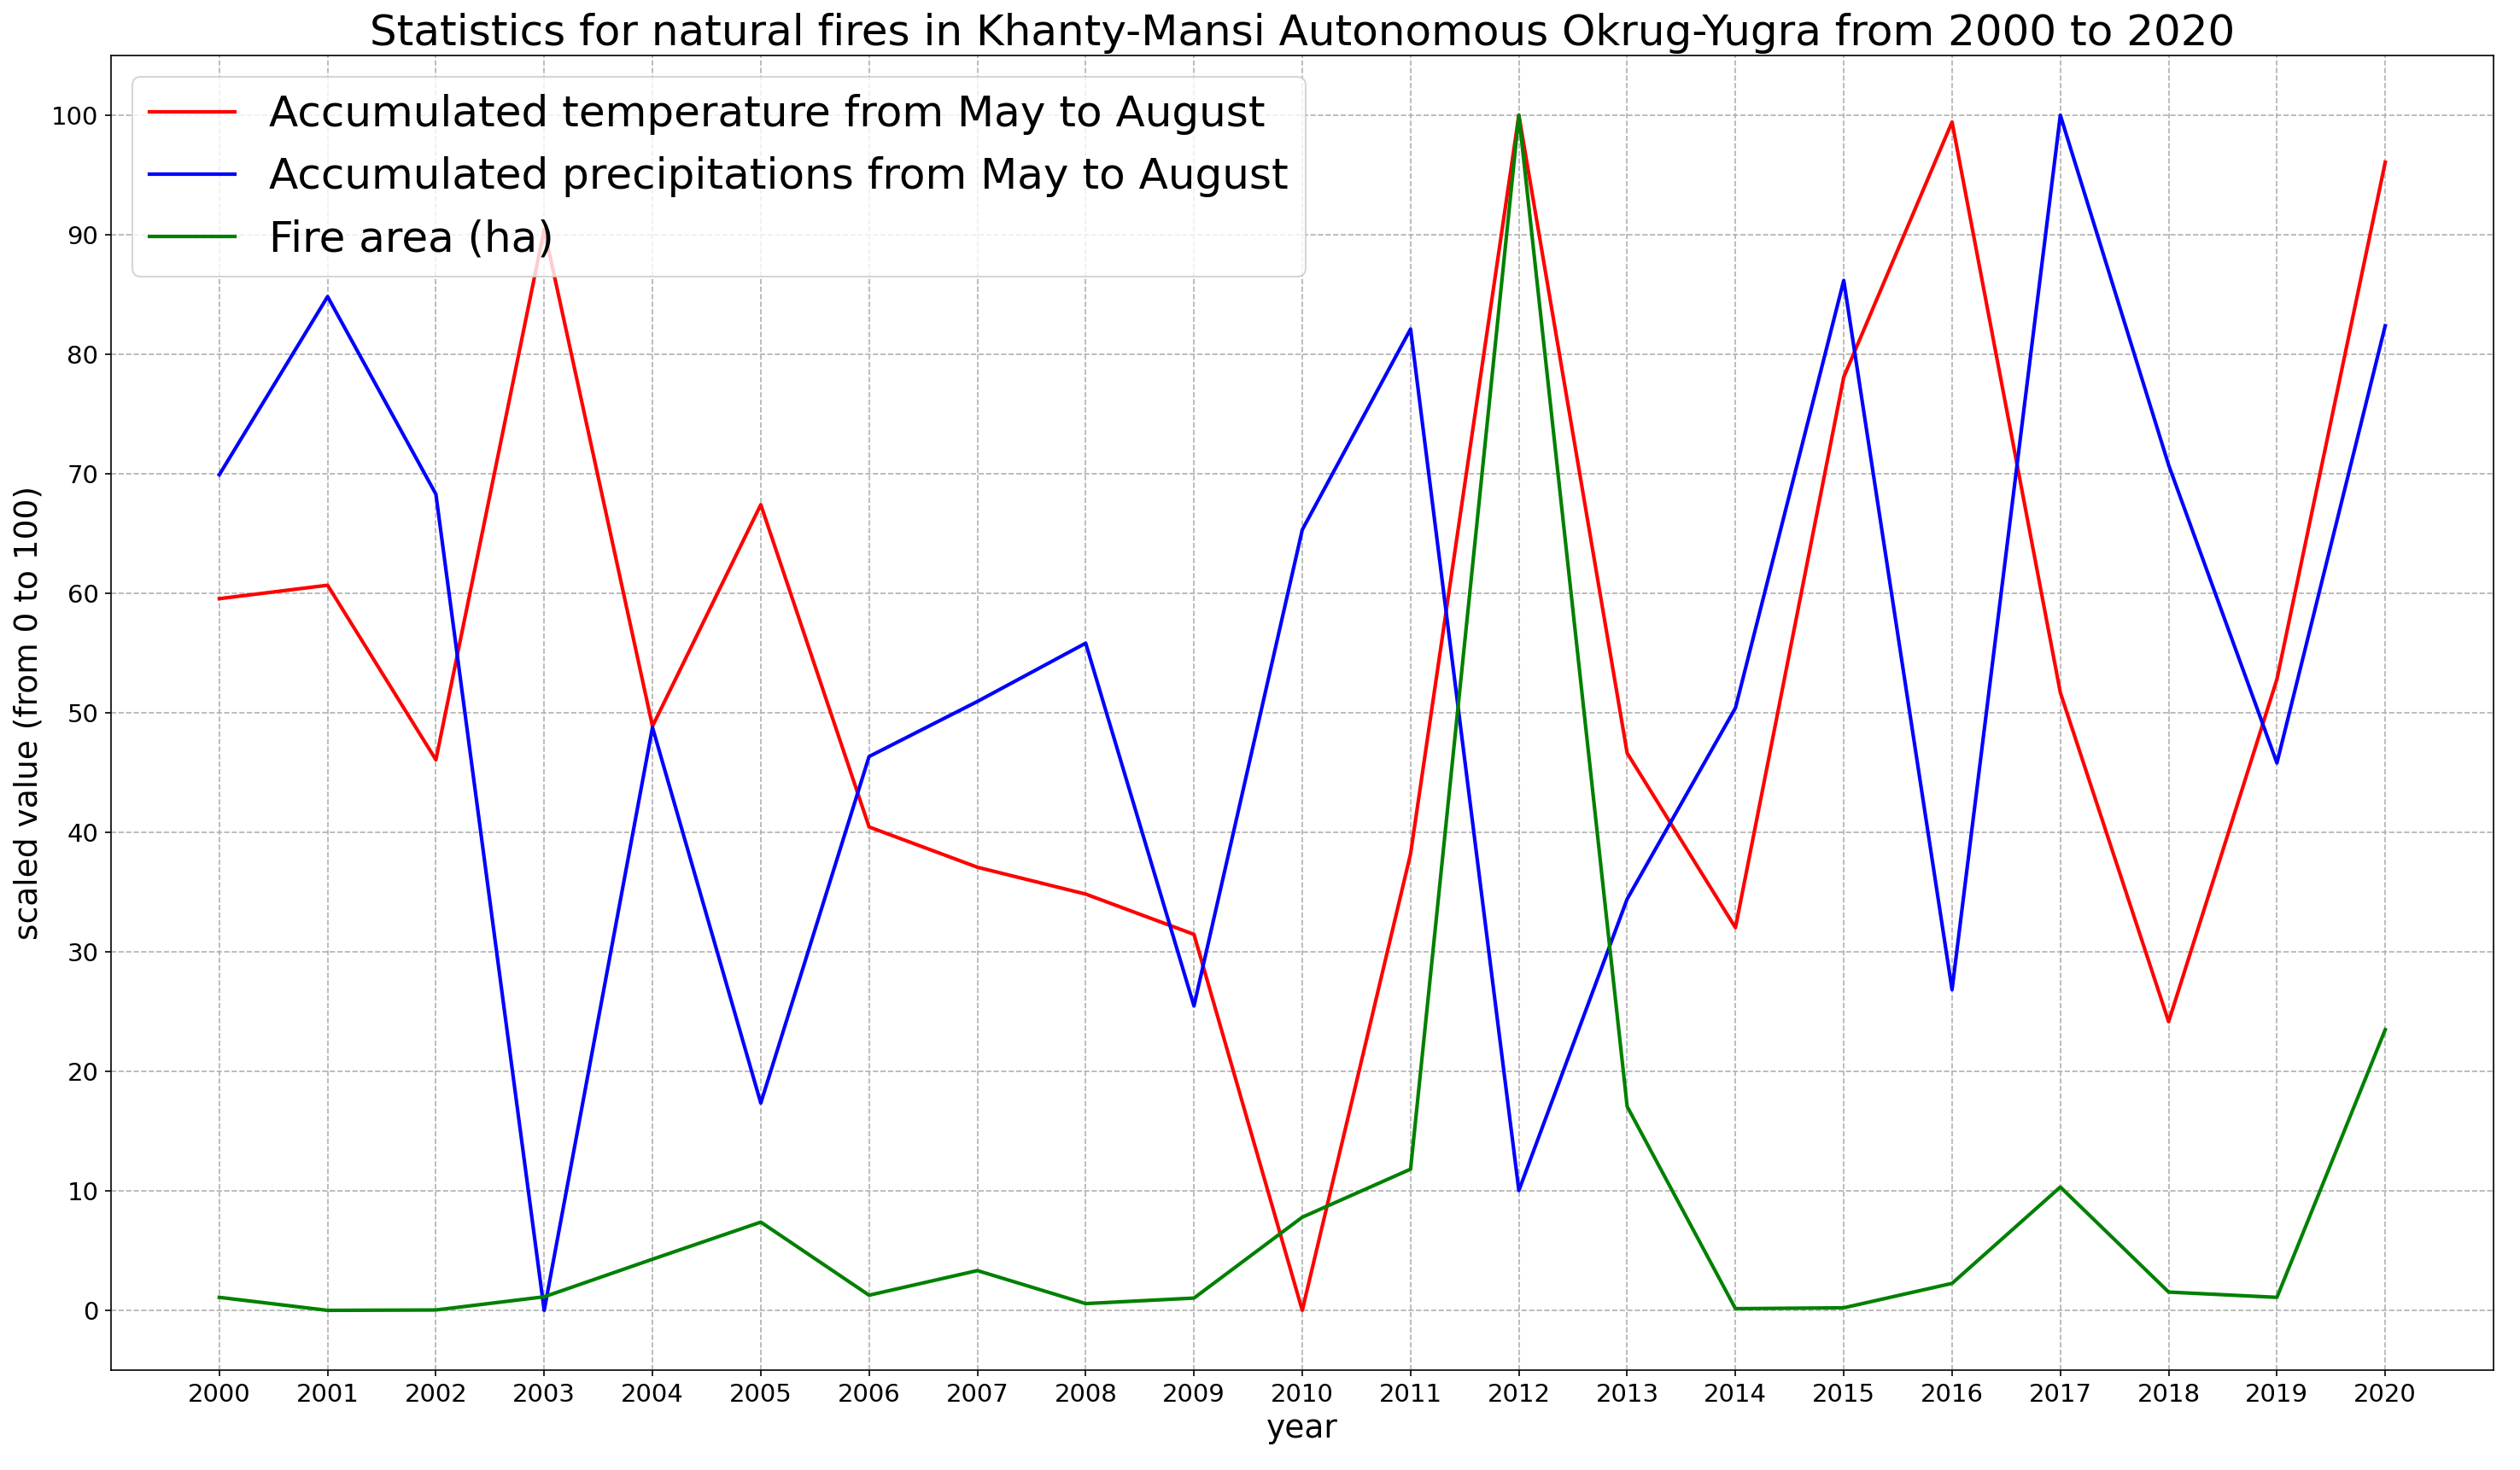 Statistics for natural fires in Khanty-Mansi Autonomous Okrug-Yugra from 2000 to 2020
Accumulated temperature from May to August
Accumulated precipitations from May to August
Fire area (ha)
scaled value (from 0 to 100)
100
90
80
70
60
50
40
30
20
10
0
2000 2001 2002 2003 2004 2005 2006 2007 2008 2009 2010 2011 2012 2013 2014 2015 2016 2017 2018 2019 2020
year